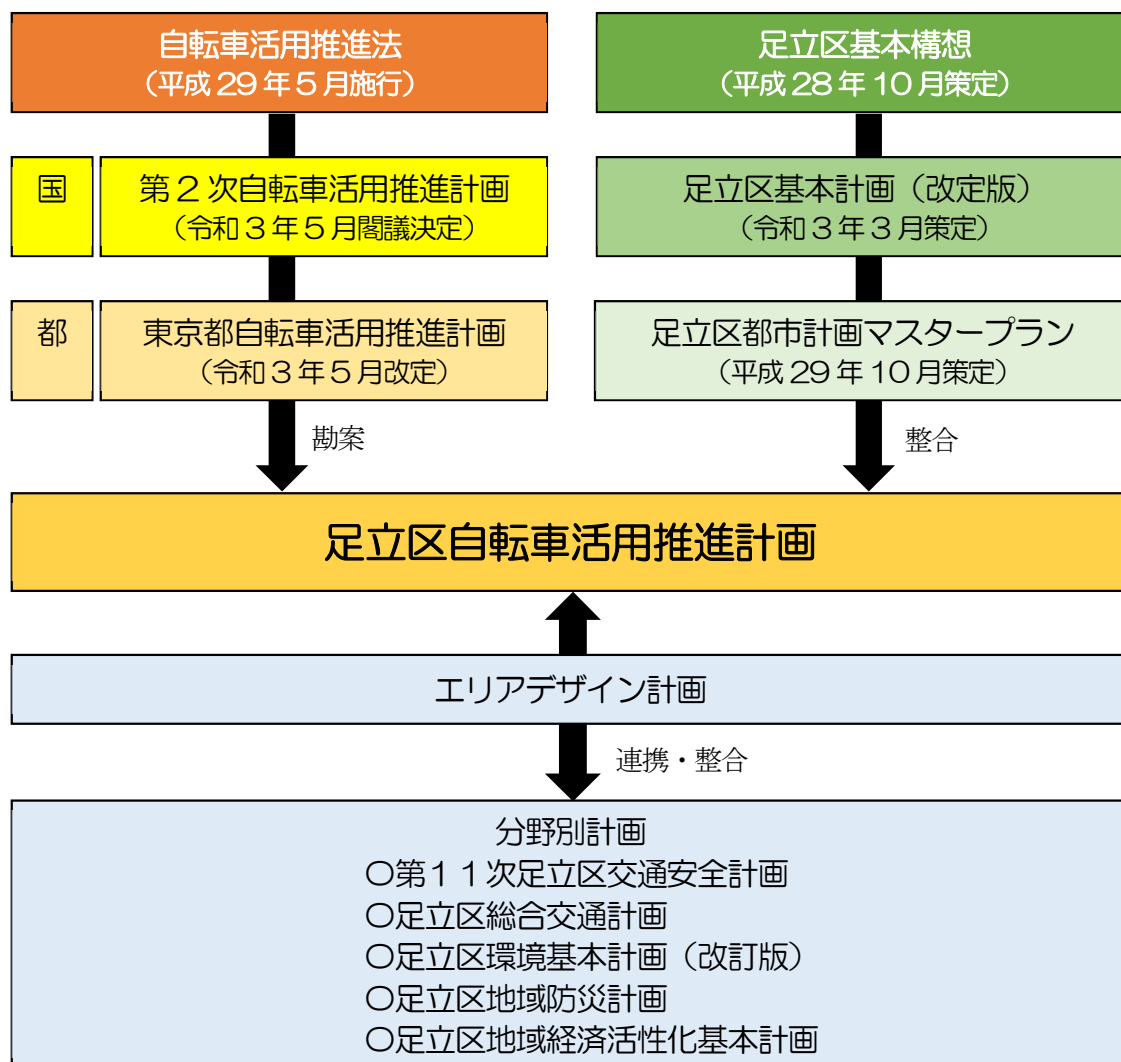 自転車活用推進法
（平成29年5月施行）
足立区基本構想
（平成28年10月策定）
国
第2次自転車活用推進計画
（令和3年5月閣議決定）
足立区基本計画（改定版）
（令和3年3月策定）
都
東京都自転車活用推進計画
（令和3年5月改定）
足立区都市計画マスタープラン
（平成29年10月策定）
勘案
整合
足立区自転車活用推進計画
エリアデザイン計画
連携・整合
分野別計画
〇第11次足立区交通安全計画
〇足立区総合交通計画
〇足立区環境基本計画（改訂版）
〇足立区地域防災計画
〇足立区地域経済活性化基本計画